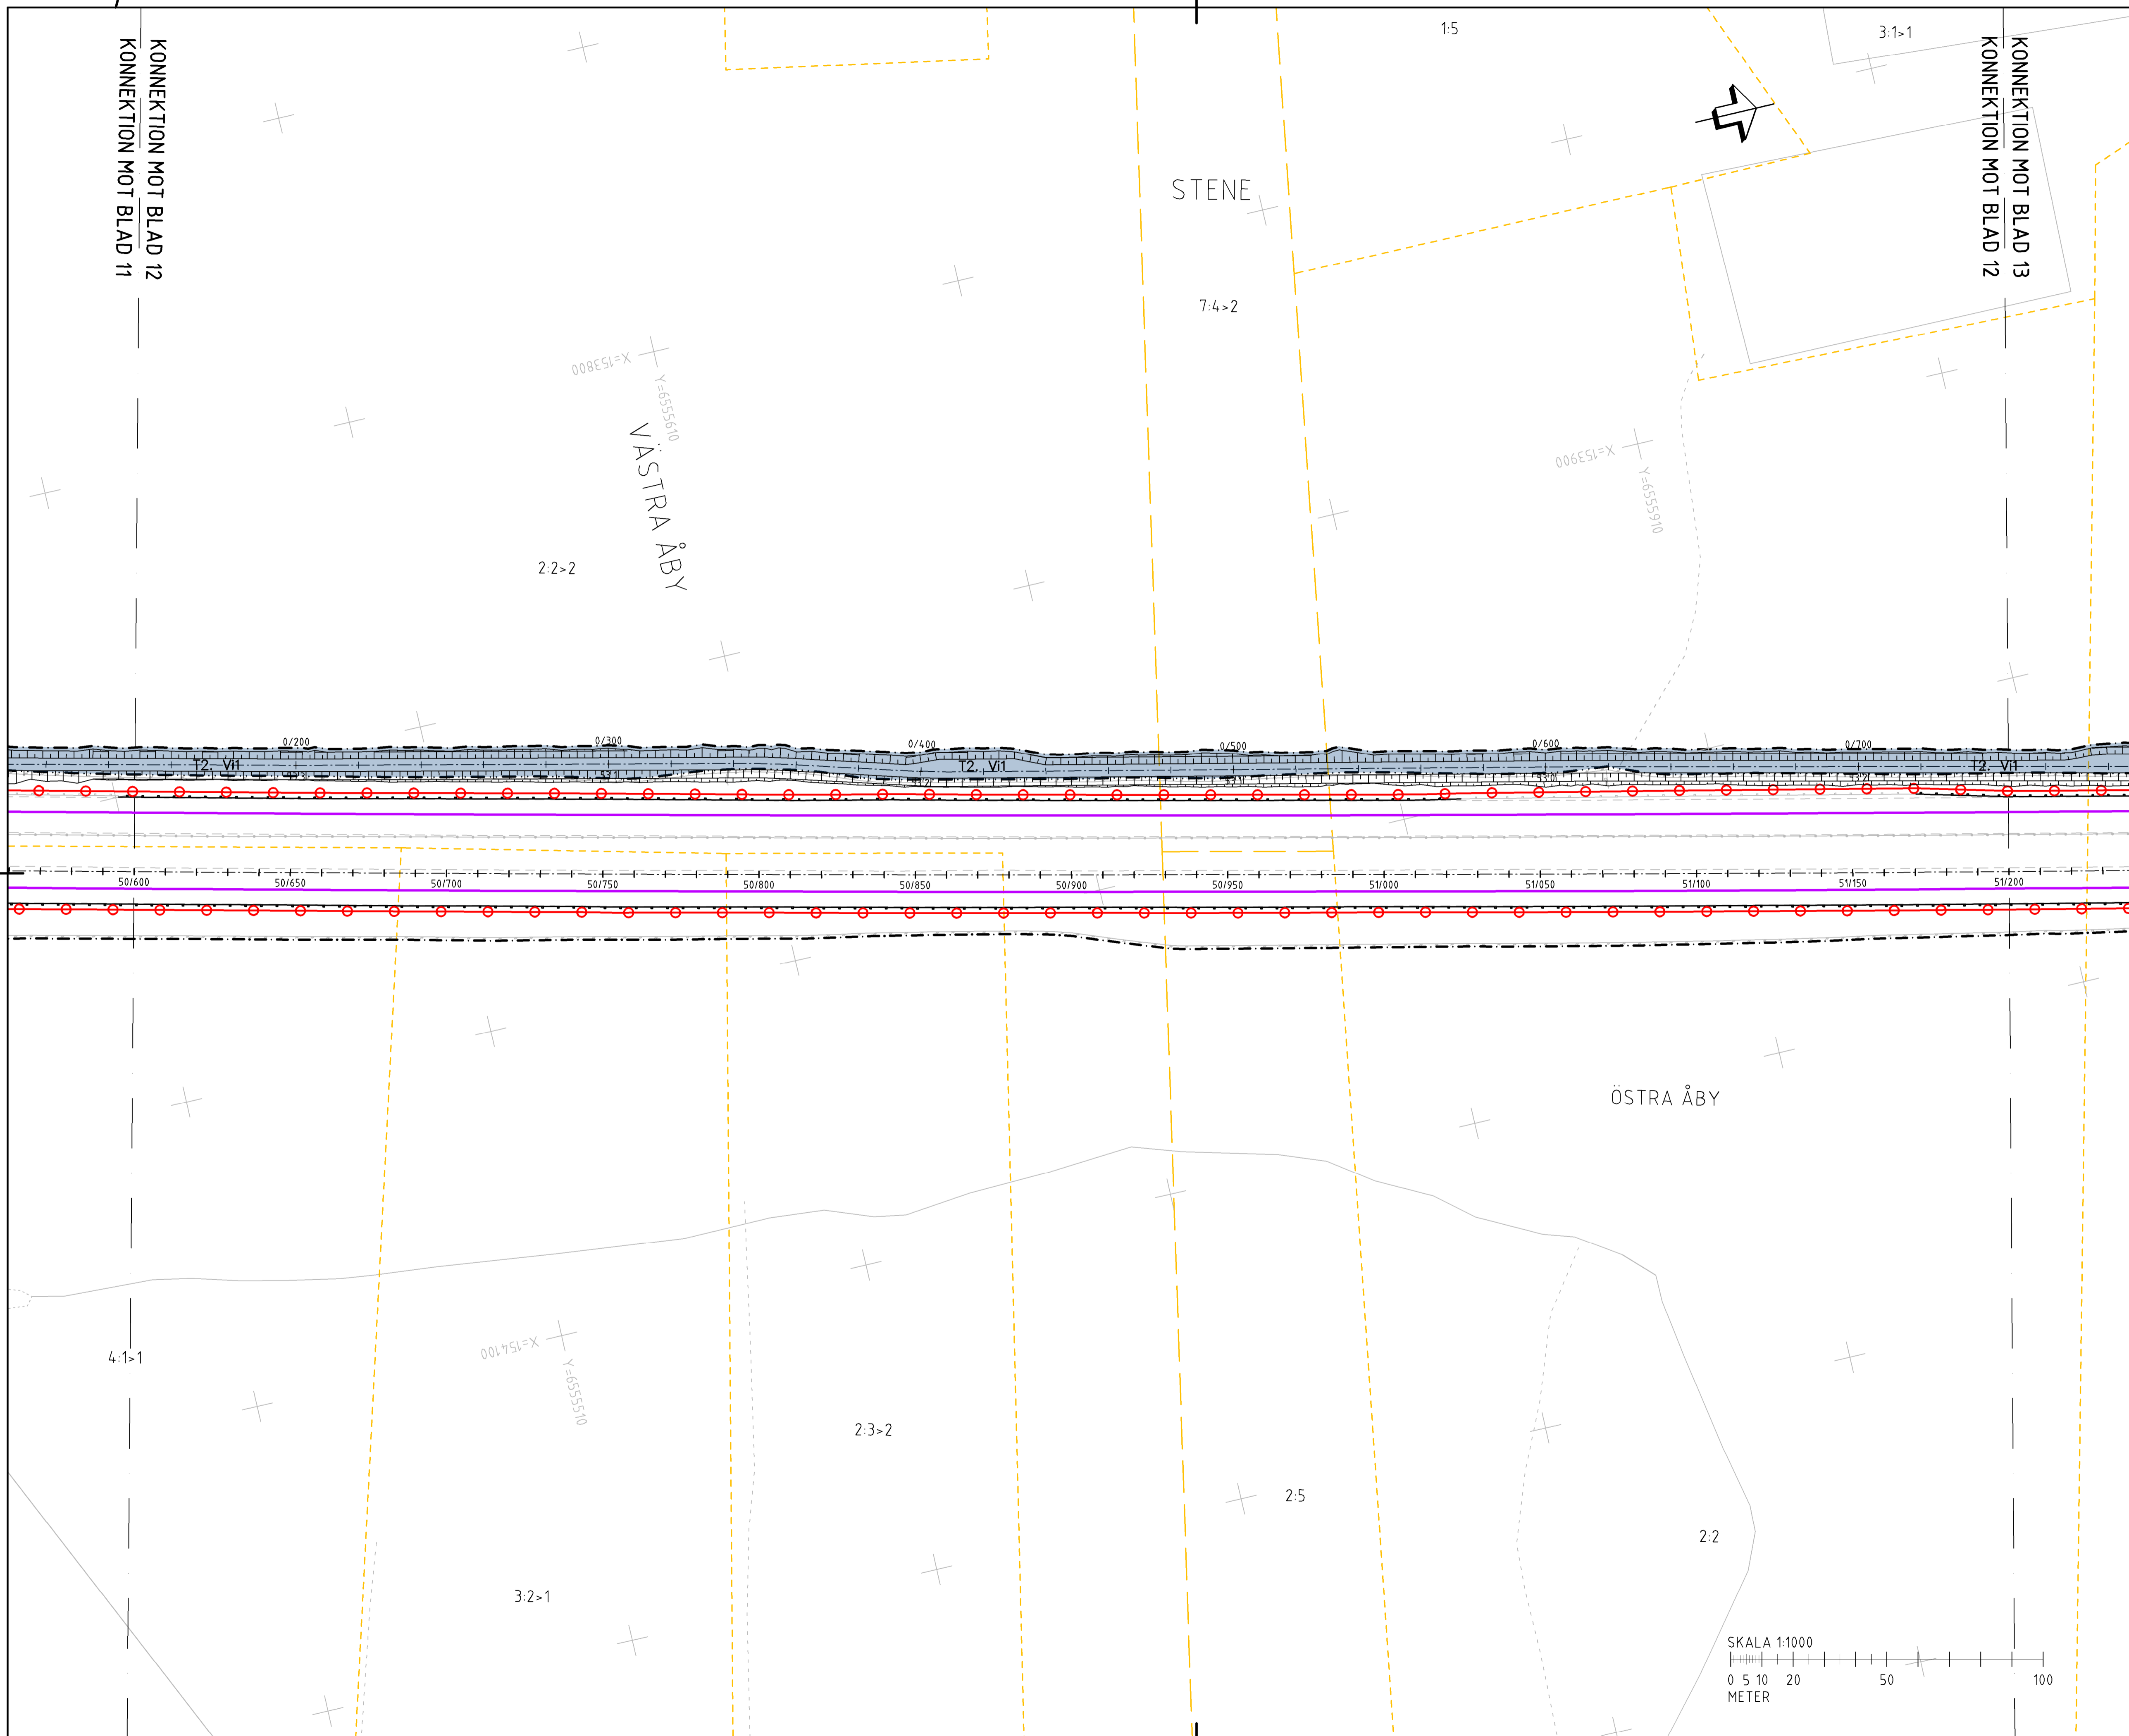 KONNEKTION MOT BLAD 12
KONNEKTION MOT BLAD 11
1:5
3:1>1
KONNEKTION MOT BLAD 13
KONNEKTION MOT BLAD 12
STENE
7:4>2
X=153800
Y=6555610
VÄSTRA ÅBY
X=153900
Y=6555910
2:2>2
0/200
0/300
0/400
0/500
0/600
0/700
T2, Vi1
T2, Vi1
T2, Vi1
50/600
50/650
50/700
50/750
50/800
50/850
50/900
50/950
51/000
51/050
51/100
51/150
51/200
ÖSTRA ÅBY
X=154100
Y=6555510
4:1>1
2:3>2
2:5
2:2
3:2>1
SKALA 1:1000
0 5 10 20 50 100
METER